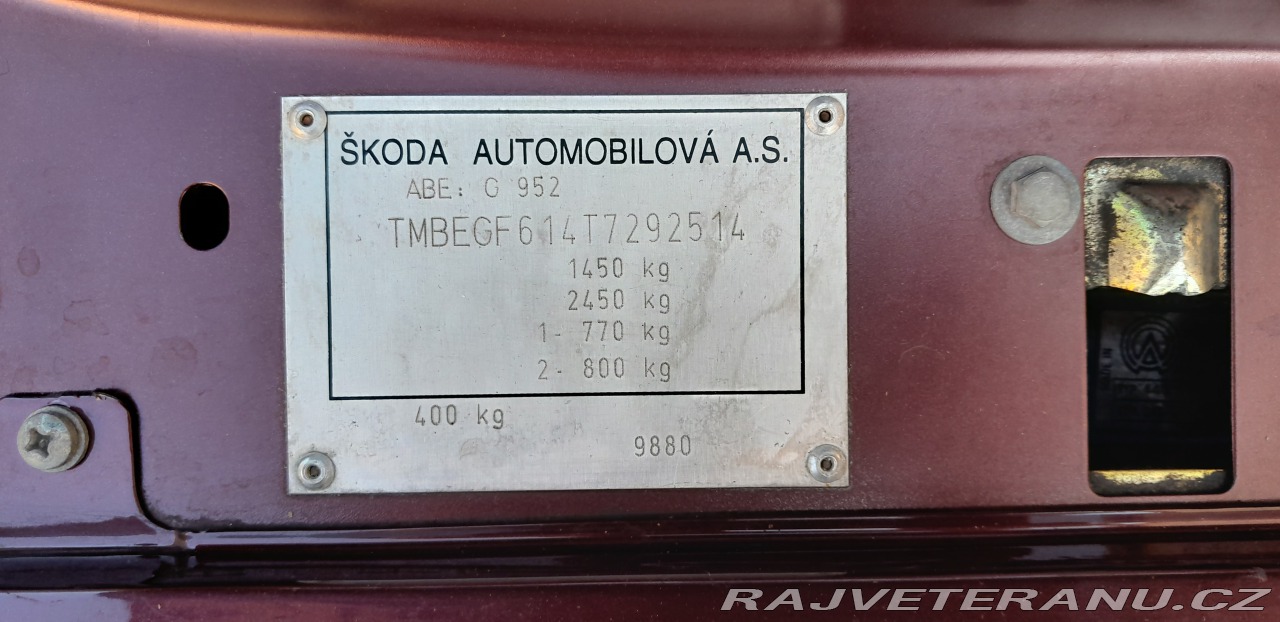 ŠKODA AUTOMOBILOVÁ A.S.
ABE: G 952
TMBEGF614T7292514
1450 kg
2450 kg
1- 770 kg
2- 800 kg
400 kg
9880
RAJVETERANU.CZ